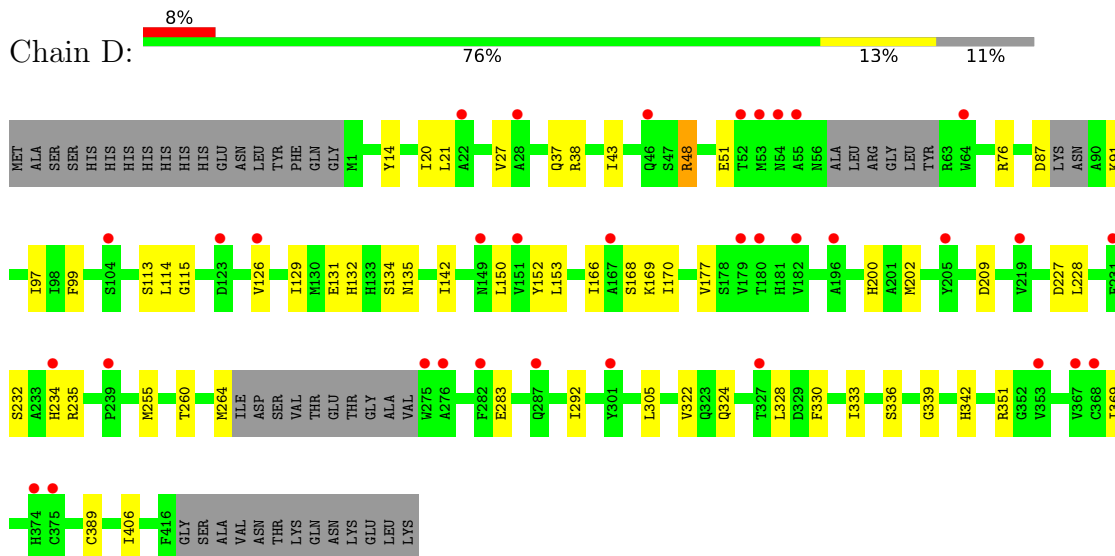 8%
Chain D:
76% 13% 11%
MET ALA SER SER HIS HIS HIS HIS HIS HIS HIS HIS GLU ASN LEU TYR PHE GLN GLY M1 Y14 I20 L21 A22 V27 A28 Q37 R38 I43 Q46 S47 R48 E51 T52 M53 N54 A55 N56 ALA LEU ARG GLY LEU TYR R63 W64 R76 D87 LYS ASN A90 K91
I97 I98 F99 S104 S113 L114 G115 D123 V126 I129 M130 E131 H132 H133 S134 N135 I142 N149 L150 V151 Y152 L153 I166 A167 S168 K169 I170 V177 S178 V179 T180 H181 V182 A196 H200 A201 M202 Y205 D209 V219 D227 L228 E231
S232 A233 H234 R235 P239 M255 T260 M264 ILE ASP SER VAL THR GLU THR GLY ALA VAL W275 A276 F282 E283 Q287 I292 Y301 L305 V322 Q323 Q324 T327 L328 D329 F330 I333 S336 G339 H342 R351 G352 V353 V367 C368 I369
H374 C375 C389 I406 F416 GLY SER ALA VAL ASN THR LYS GLN ASN LYS GLU LEU LYS